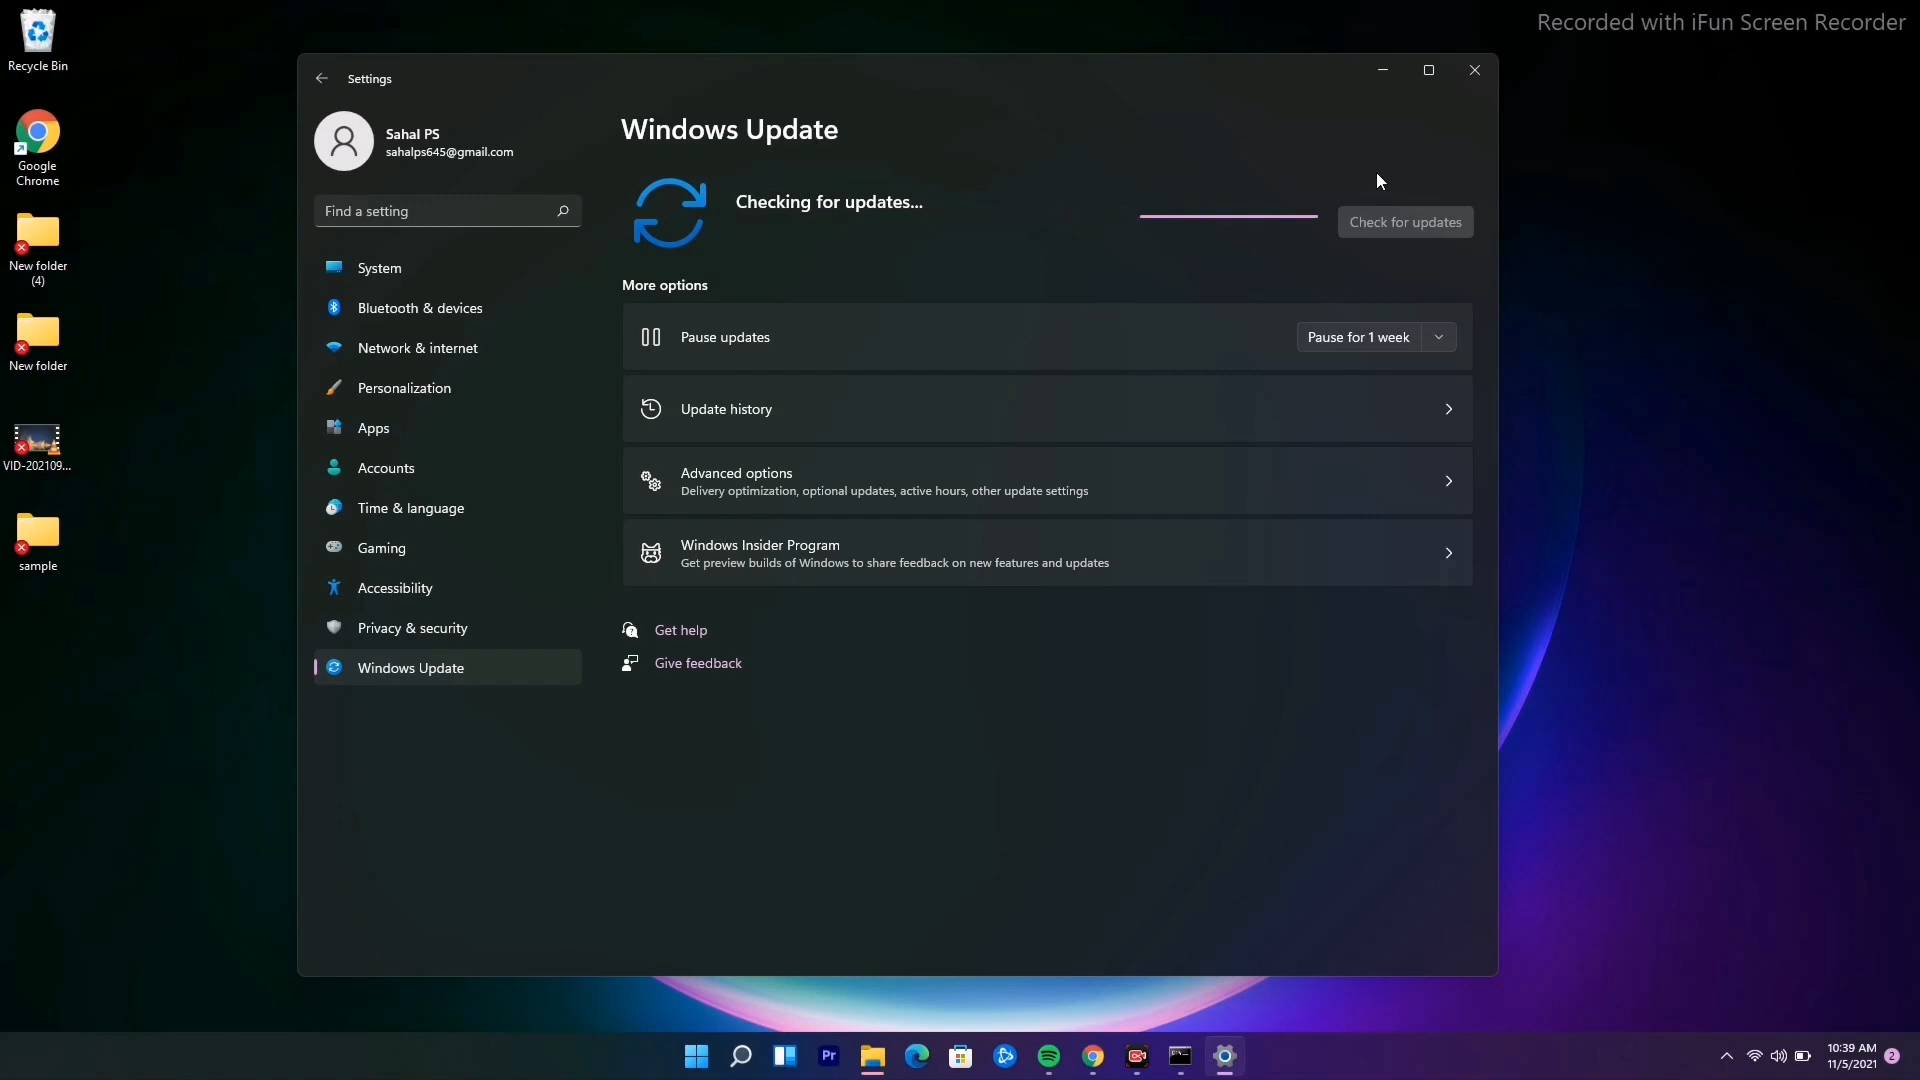 Recorded with iFun Screen Recorder
Recycle Bin
Google
Chrome
New folder
(4)
New folder
VID-202109...
sample
Settings
Sahal PS
sahalps645@gmail.com
Find a setting
System
Bluetooth & devices
Network & internet
Personalization
Apps
Accounts
Time & language
Gaming
Accessibility
Privacy & security
Windows Update
Windows Update
Checking for updates...
Check for updates
More options
Pause updates
Pause for 1 week
Update history
Advanced options
Delivery optimization, optional updates, active hours, other update settings
Windows Insider Program
Get preview builds of Windows to share feedback on new features and updates
Get help
Give feedback
Pr
10:39 AM
11/5/2021
2